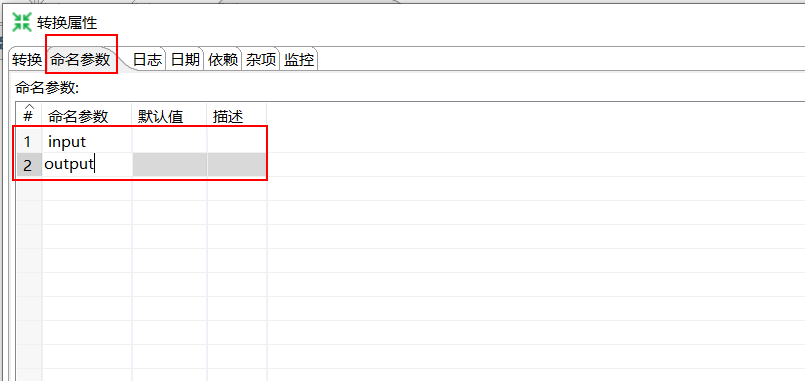 转换属性
转换 命名参数 日志 日期 依赖 杂项 监控
命名参数:
# 命名参数 默认值 描述
1 input
2 output